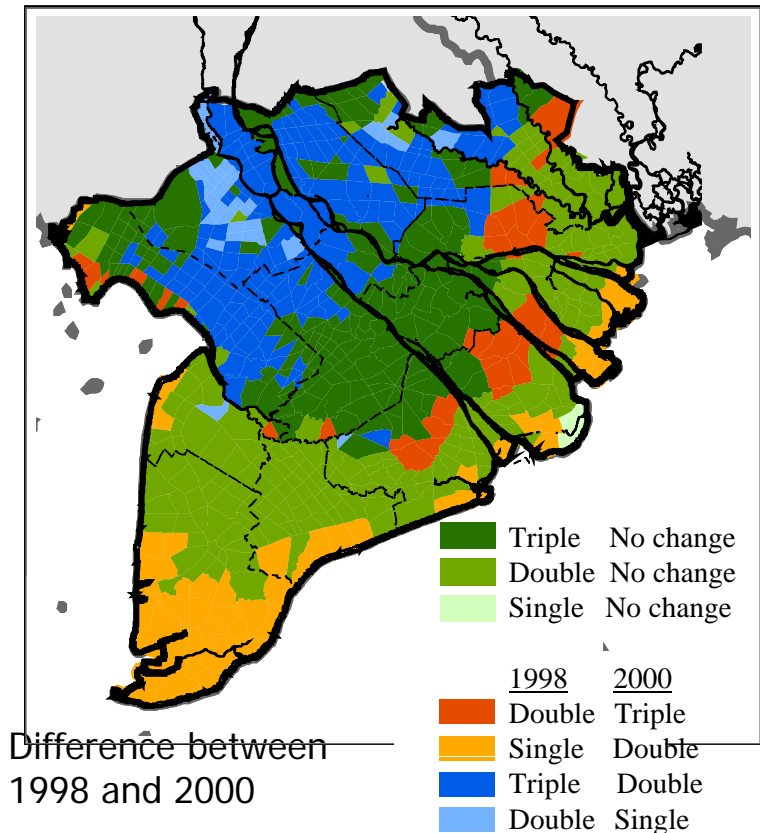 Triple No change
Double No change
Single No change
1998 2000
Double Triple
Single Double
Triple Double
Double Single
Difference between
1998 and 2000